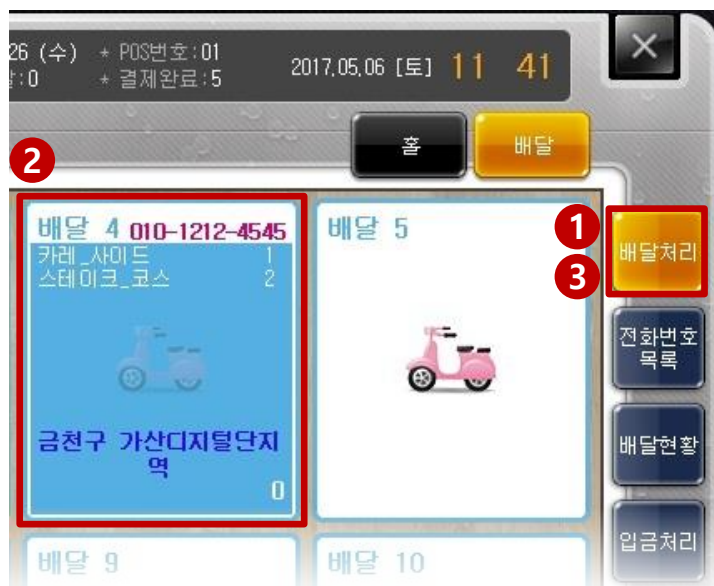 26 (수) * POS번호:01
:0 * 결제완료:5
2017.05.06 [토] 11 41
홀
배달
2
배달 4 010-1212-4545
카레_사이드 1
스테이크_코스 2
금천구 가산디지털단지
역
0
배달 5
1
3
배달처리
전화번호
목록
배달현황
입금처리
배달 9
배달 10